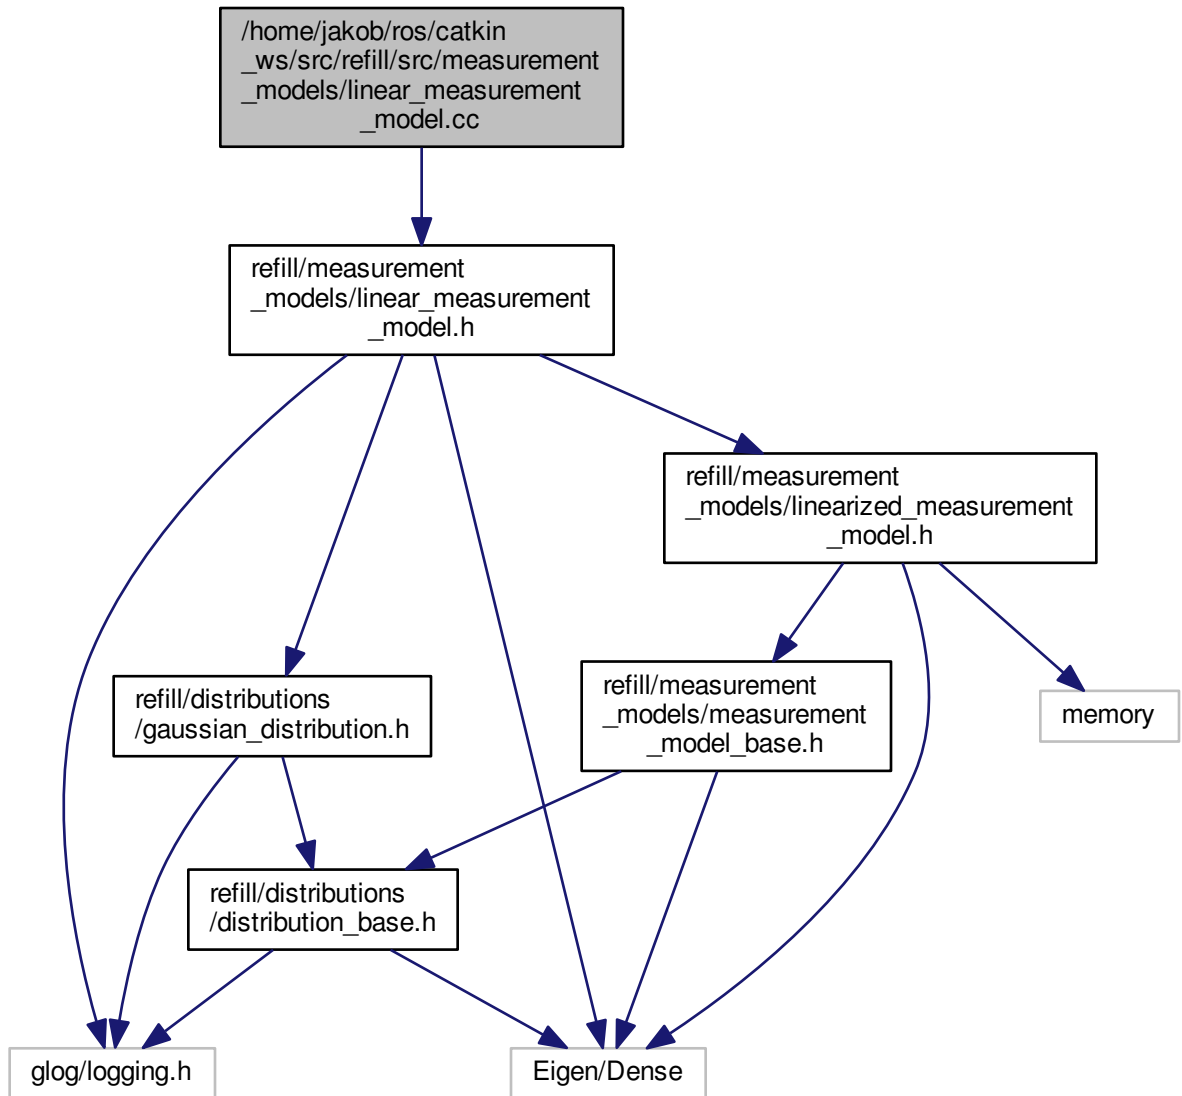 /home/jakob/ros/catkin
_ws/src/refill/src/measurement
_models/linear_measurement
_model.cc
refill/measurement
_models/linear_measurement
_model.h
refill/measurement
_models/linearized_measurement
_model.h
refill/distributions
/gaussian_distribution.h
refill/measurement
_models/measurement
_model_base.h
memory
refill/distributions
/distribution_base.h
glog/logging.h
Eigen/Dense